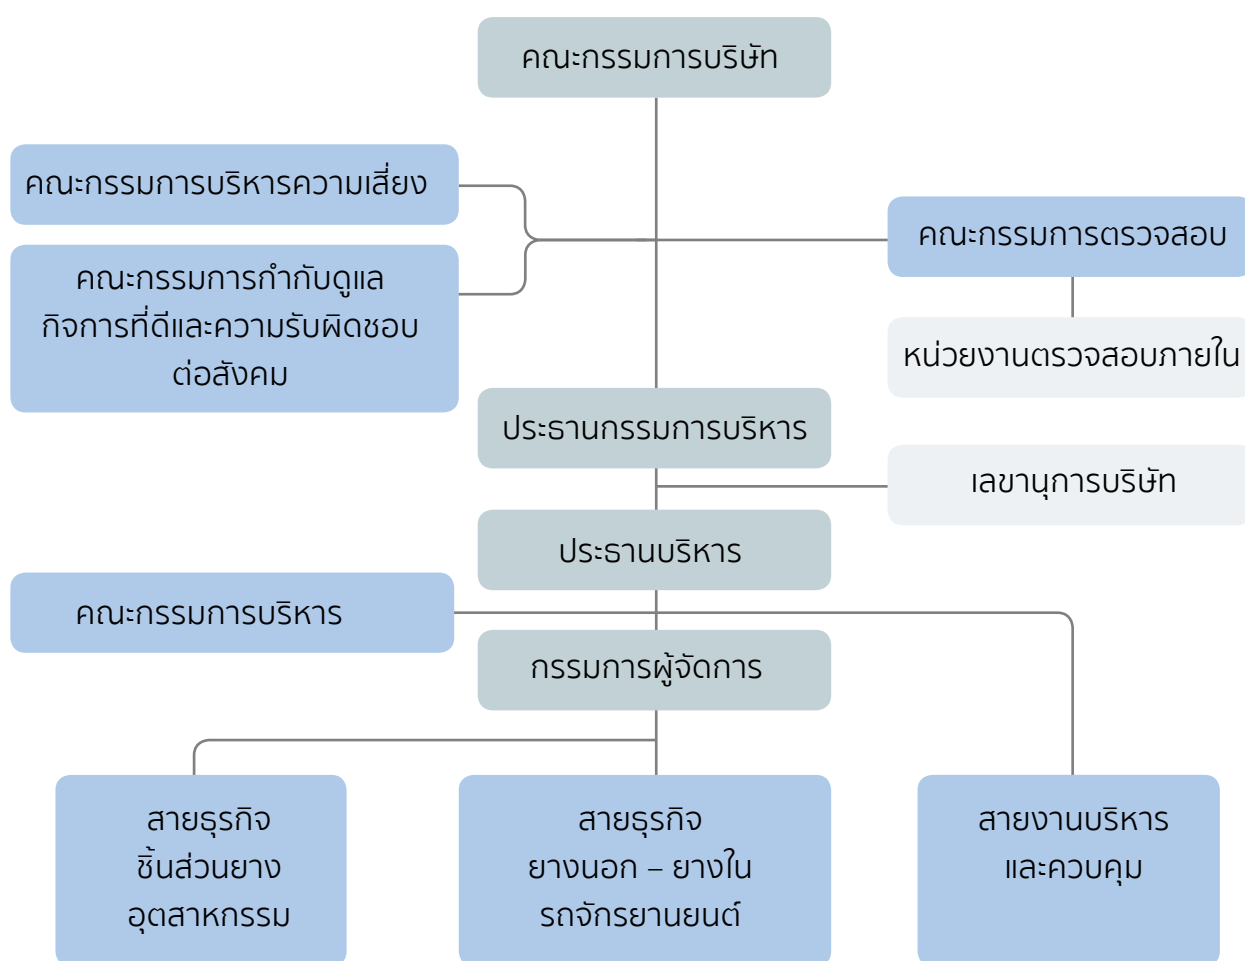 คณะกรรมการบริษัท
คณะกรรมการบริหารความเสี่ยง
คณะกรรมการตรวจสอบ
คณะกรรมการกำกับดูแล
กิจการที่ดีและความรับผิดชอบ
ต่อสังคม
หน่วยงานตรวจสอบภายใน
ประธานกรรมการบริหาร
เลขานุการบริษัท
ประธานบริหาร
คณะกรรมการบริหาร
กรรมการผู้จัดการ
สายธุรกิจ
ชิ้นส่วนยาง
อุตสาหกรรม
สายธุรกิจ
ยางนอก – ยางใน
รถจักรยานยนต์
สายงานบริหาร
และควบคุม